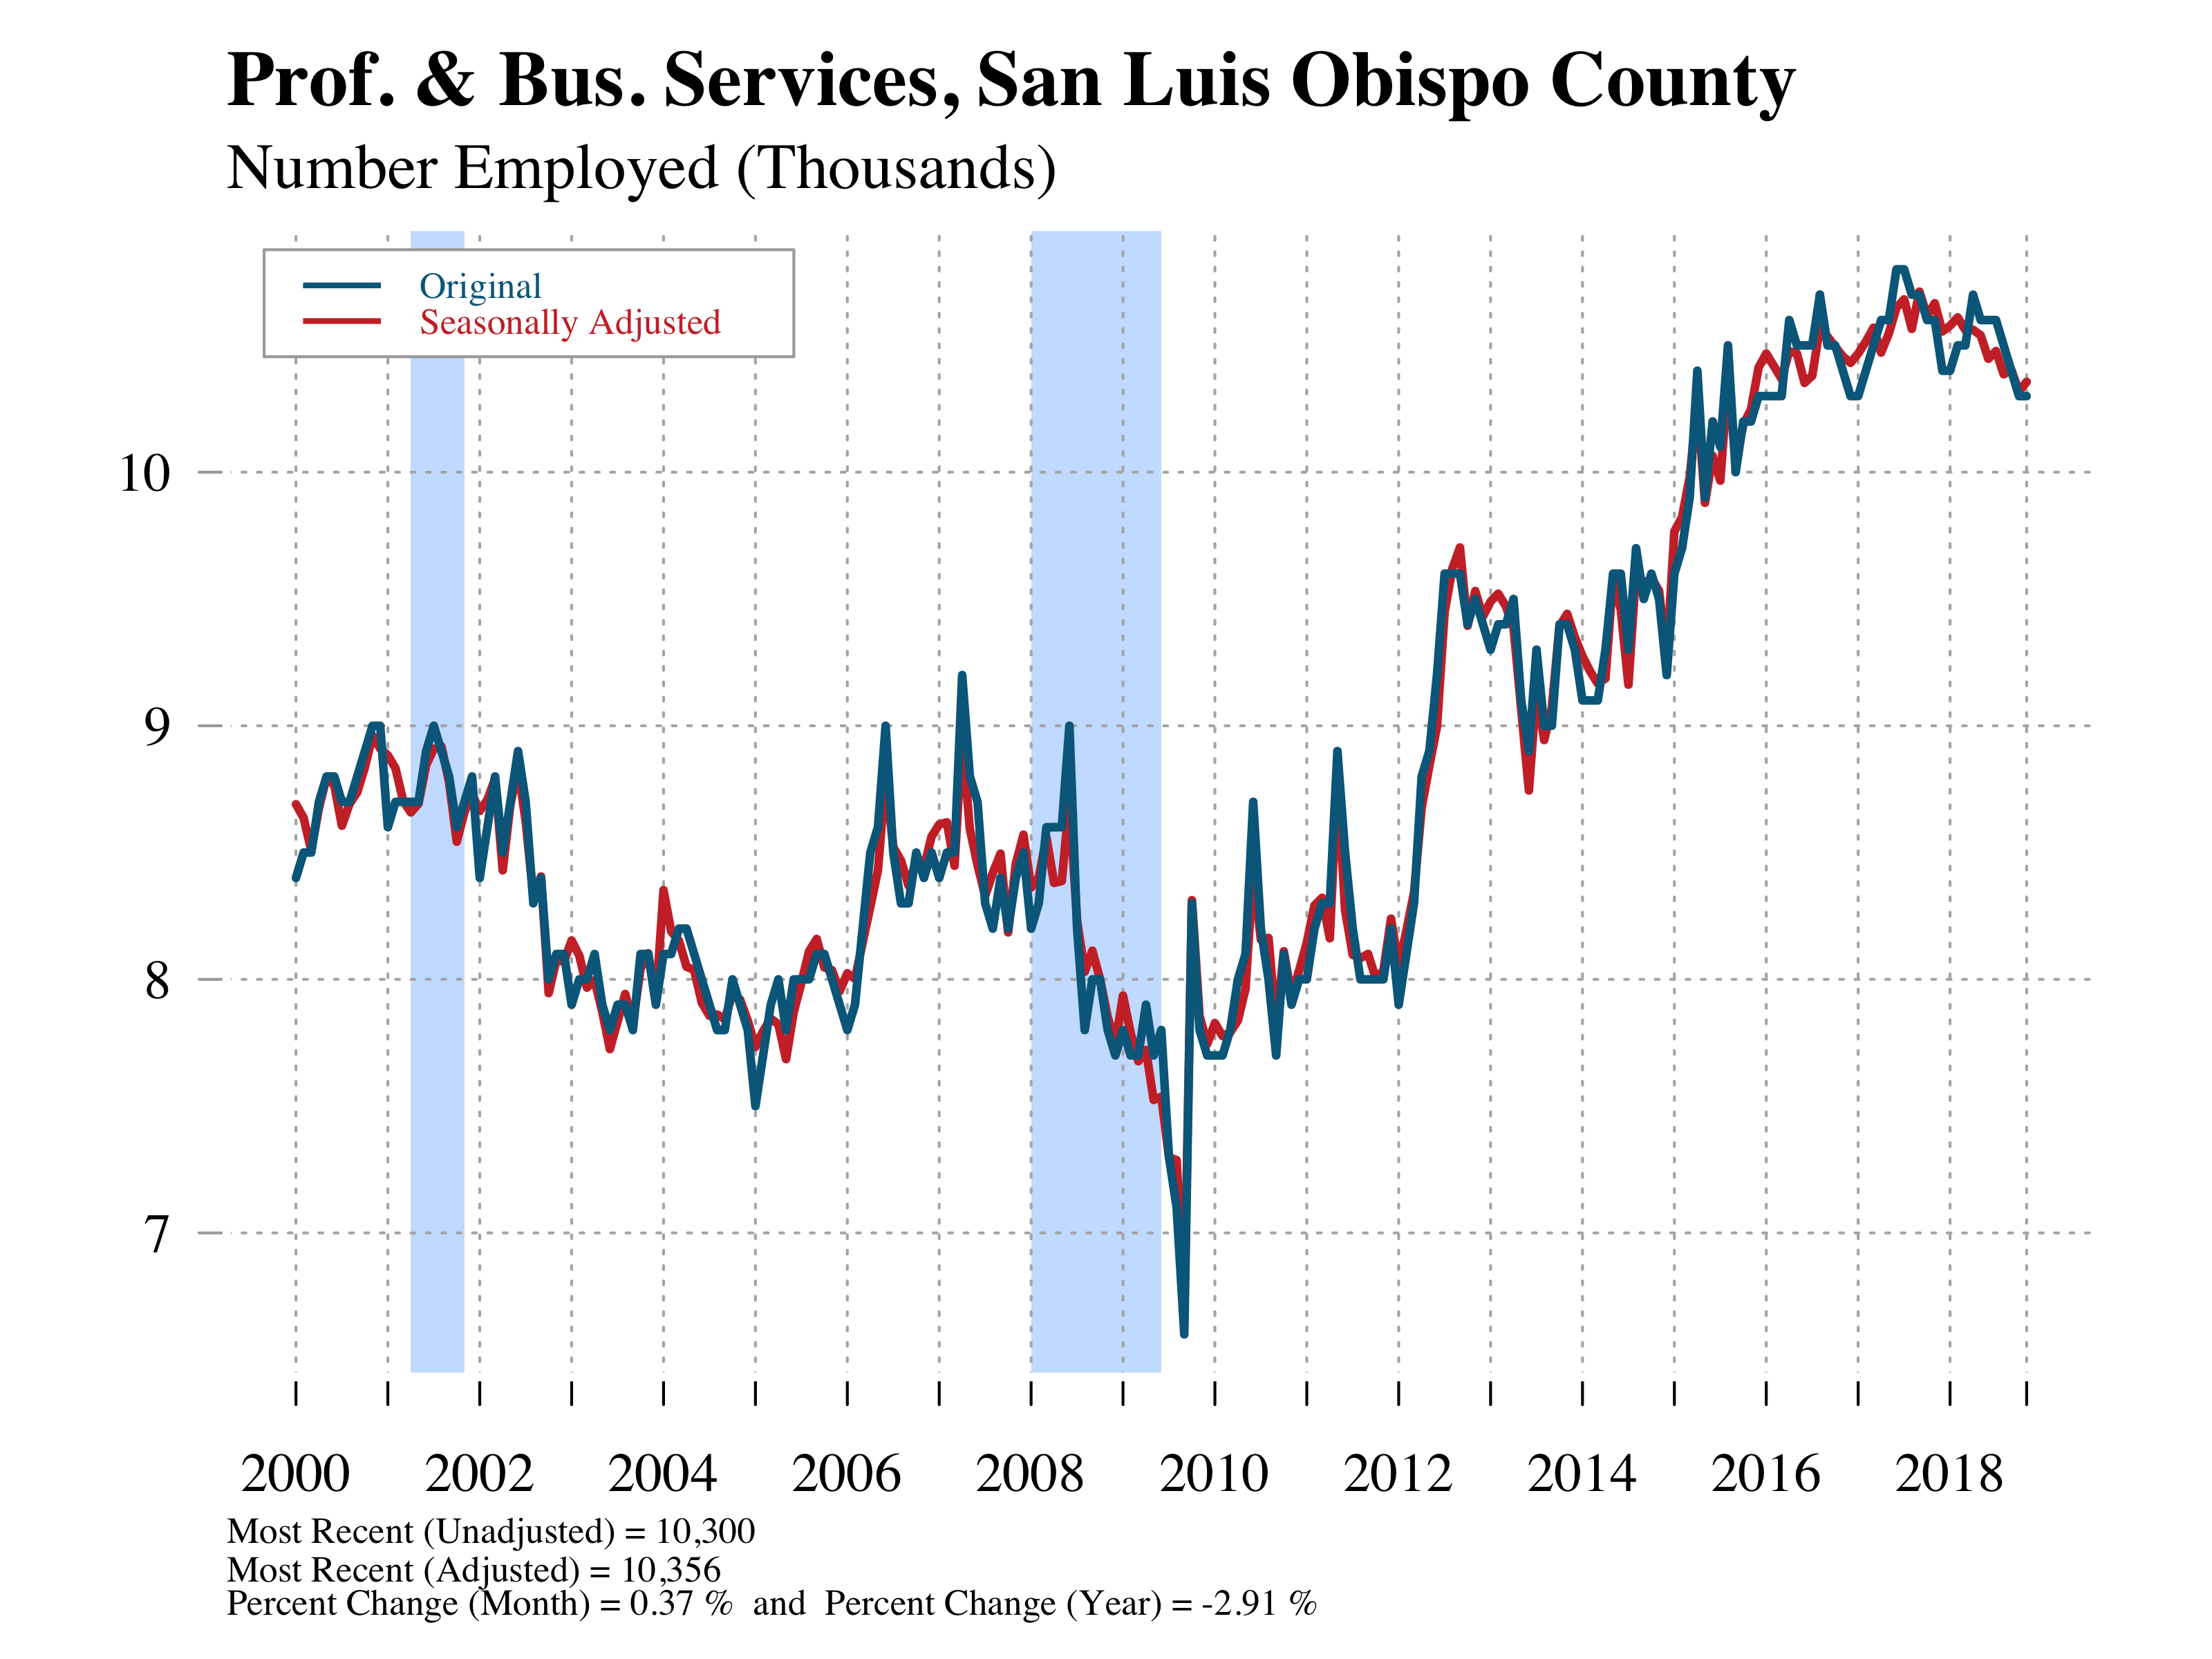 Prof. & Bus. Services, San Luis Obispo County
Number Employed (Thousands)
Original
Seasonally Adjusted
10
9
8
7
2000 2002 2004 2006 2008 2010 2012 2014 2016 2018
Most Recent (Unadjusted) = 10,300
Most Recent (Adjusted) = 10,356
Percent Change (Month) = 0.37 % and Percent Change (Year) = -2.91 %